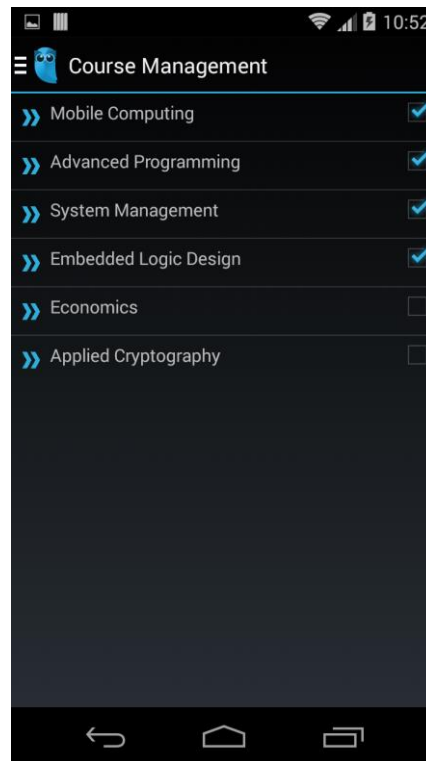 10:52
Course Management
Mobile Computing
Advanced Programming
System Management
Embedded Logic Design
Economics
Applied Cryptography